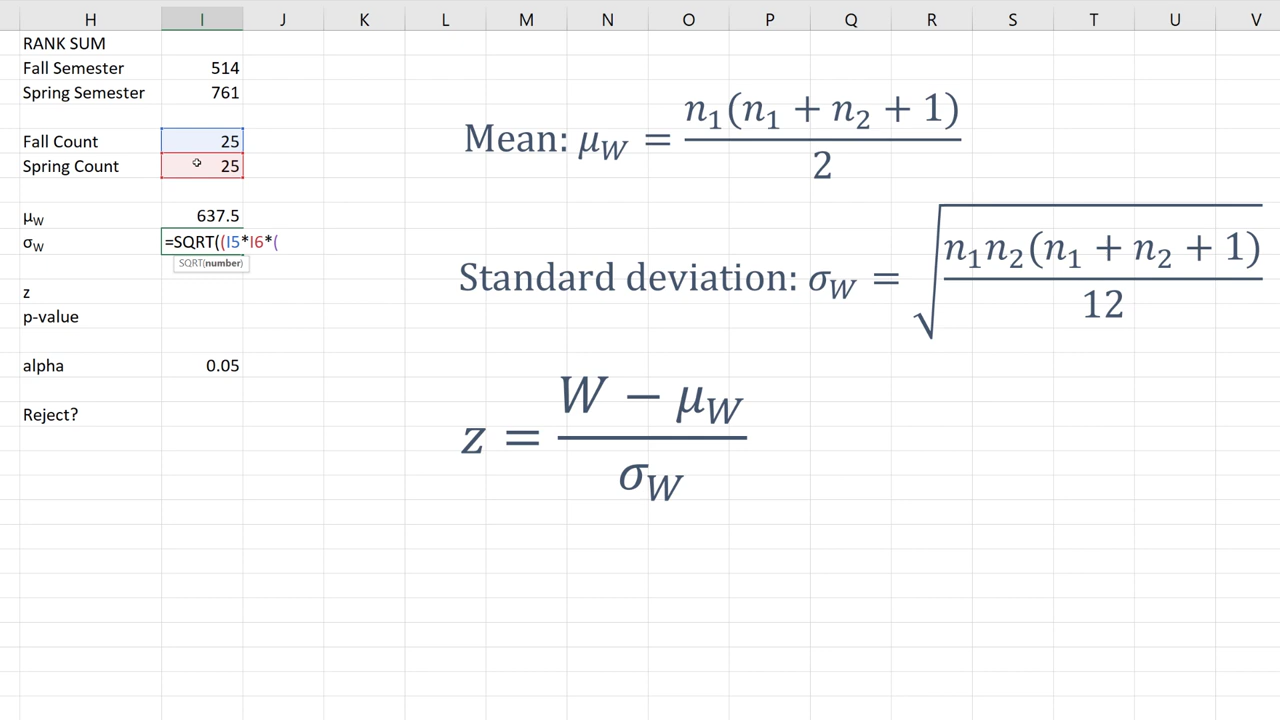 H I J K L M N O P Q R S T U V
RANK SUM
Fall Semester 514
Spring Semester 761
Fall Count 25
Spring Count 25
μW 637.5
σW =SQRT((I5*I6*(
SQRT(number)
z
p-value
alpha 0.05
Reject?
Mean: μW = n1(n1 + n2 + 1) / 2
Standard deviation: σW = √(n1n2(n1 + n2 + 1) / 12)
z = W − μW / σW